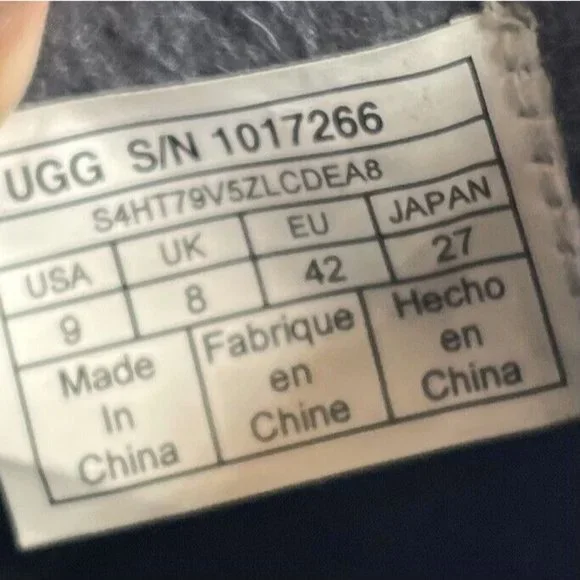 UGG S/N 1017266
S4HT79V5ZLCDEA8
USA UK EU JAPAN
9 8 42 27
Made In China
Fabrique en Chine
Hecho en China